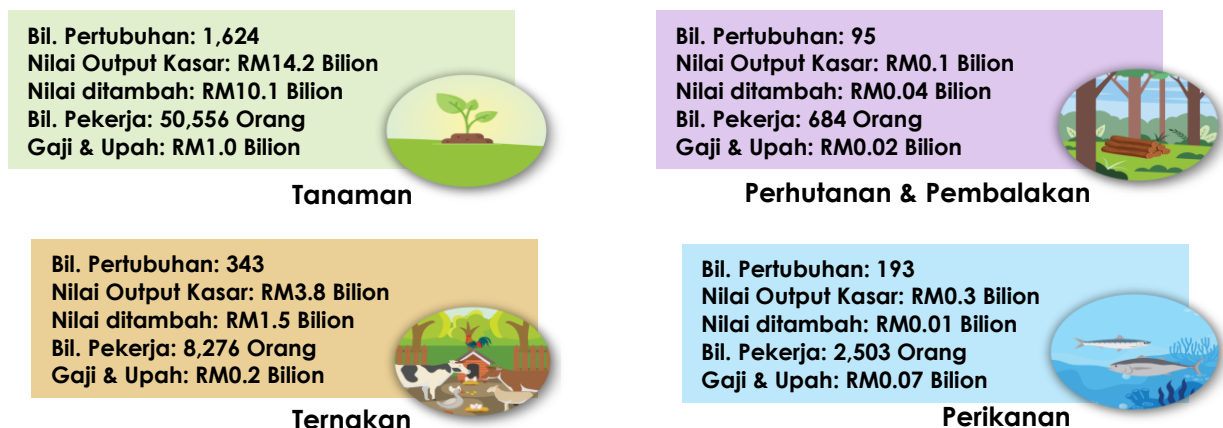 Bil. Pertubuhan: 1,624
Nilai Output Kasar: RM14.2 Bilion
Nilai ditambah: RM10.1 Bilion
Bil. Pekerja: 50,556 Orang
Gaji & Upah: RM1.0 Bilion
Tanaman
Bil. Pertubuhan: 95
Nilai Output Kasar: RM0.1 Bilion
Nilai ditambah: RM0.04 Bilion
Bil. Pekerja: 684 Orang
Gaji & Upah: RM0.02 Bilion
Perhutanan & Pembalakan
Bil. Pertubuhan: 343
Nilai Output Kasar: RM3.8 Bilion
Nilai ditambah: RM1.5 Bilion
Bil. Pekerja: 8,276 Orang
Gaji & Upah: RM0.2 Bilion
Ternakan
Bil. Pertubuhan: 193
Nilai Output Kasar: RM0.3 Bilion
Nilai ditambah: RM0.01 Bilion
Bil. Pekerja: 2,503 Orang
Gaji & Upah: RM0.07 Bilion
Perikanan